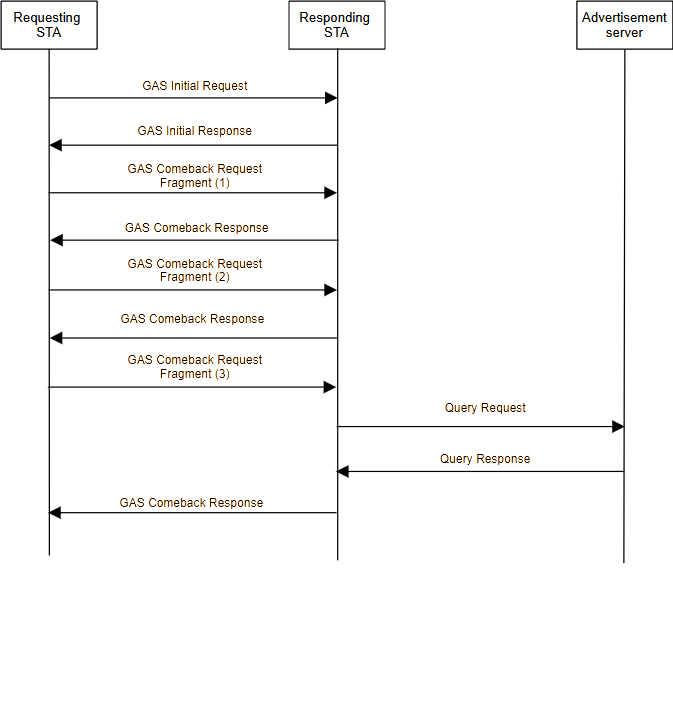 Requesting
STA
Responding
STA
Advertisement
server
GAS Initial Request
GAS Initial Response
GAS Comeback Request
Fragment (1)
GAS Comeback Response
GAS Comeback Request
Fragment (2)
GAS Comeback Response
GAS Comeback Request
Fragment (3)
Query Request
Query Response
GAS Comeback Response